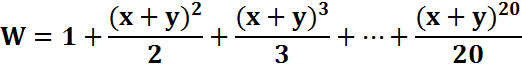 W = 1 + (x + y)²/2 + (x + y)³/3 + ⋯ + (x + y)²⁰/20